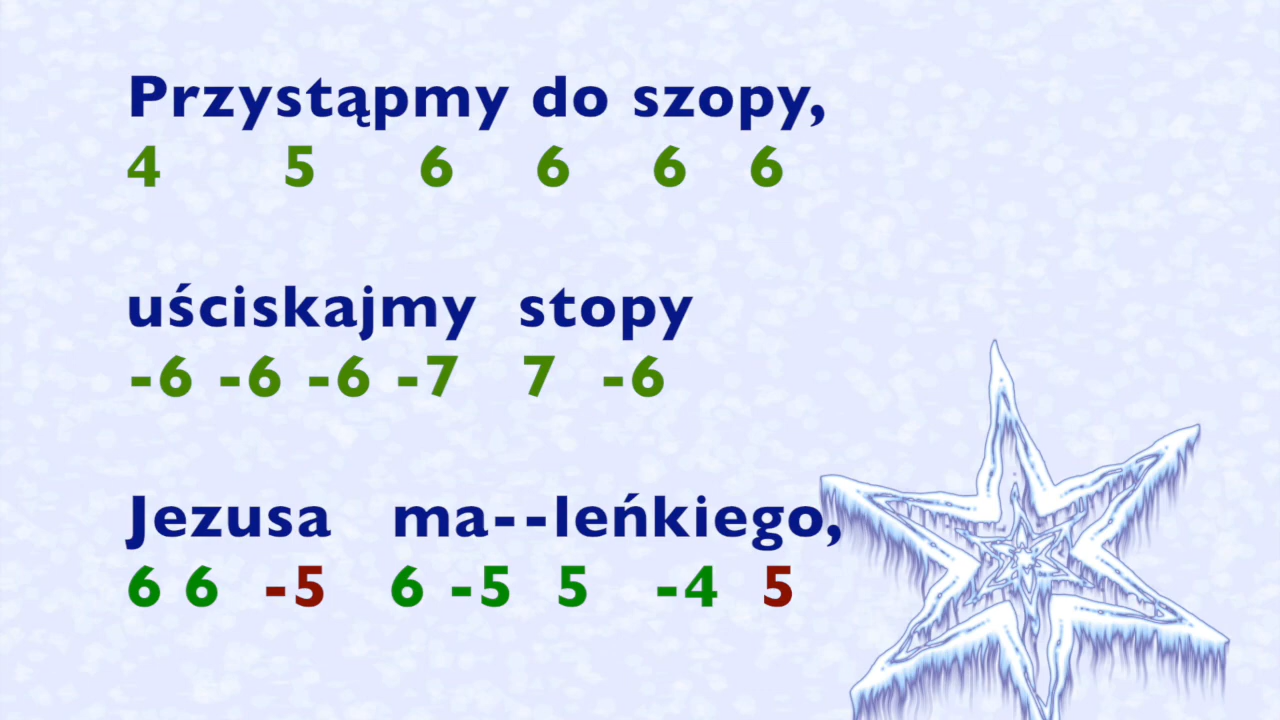 Przystąpmy do szopy,
4 5 6 6 6 6
uściskajmy stopy
-6 -6 -6 -7 7 -6
Jezusa ma--leńkiego,
6 6 -5 6 -5 5 -4 5